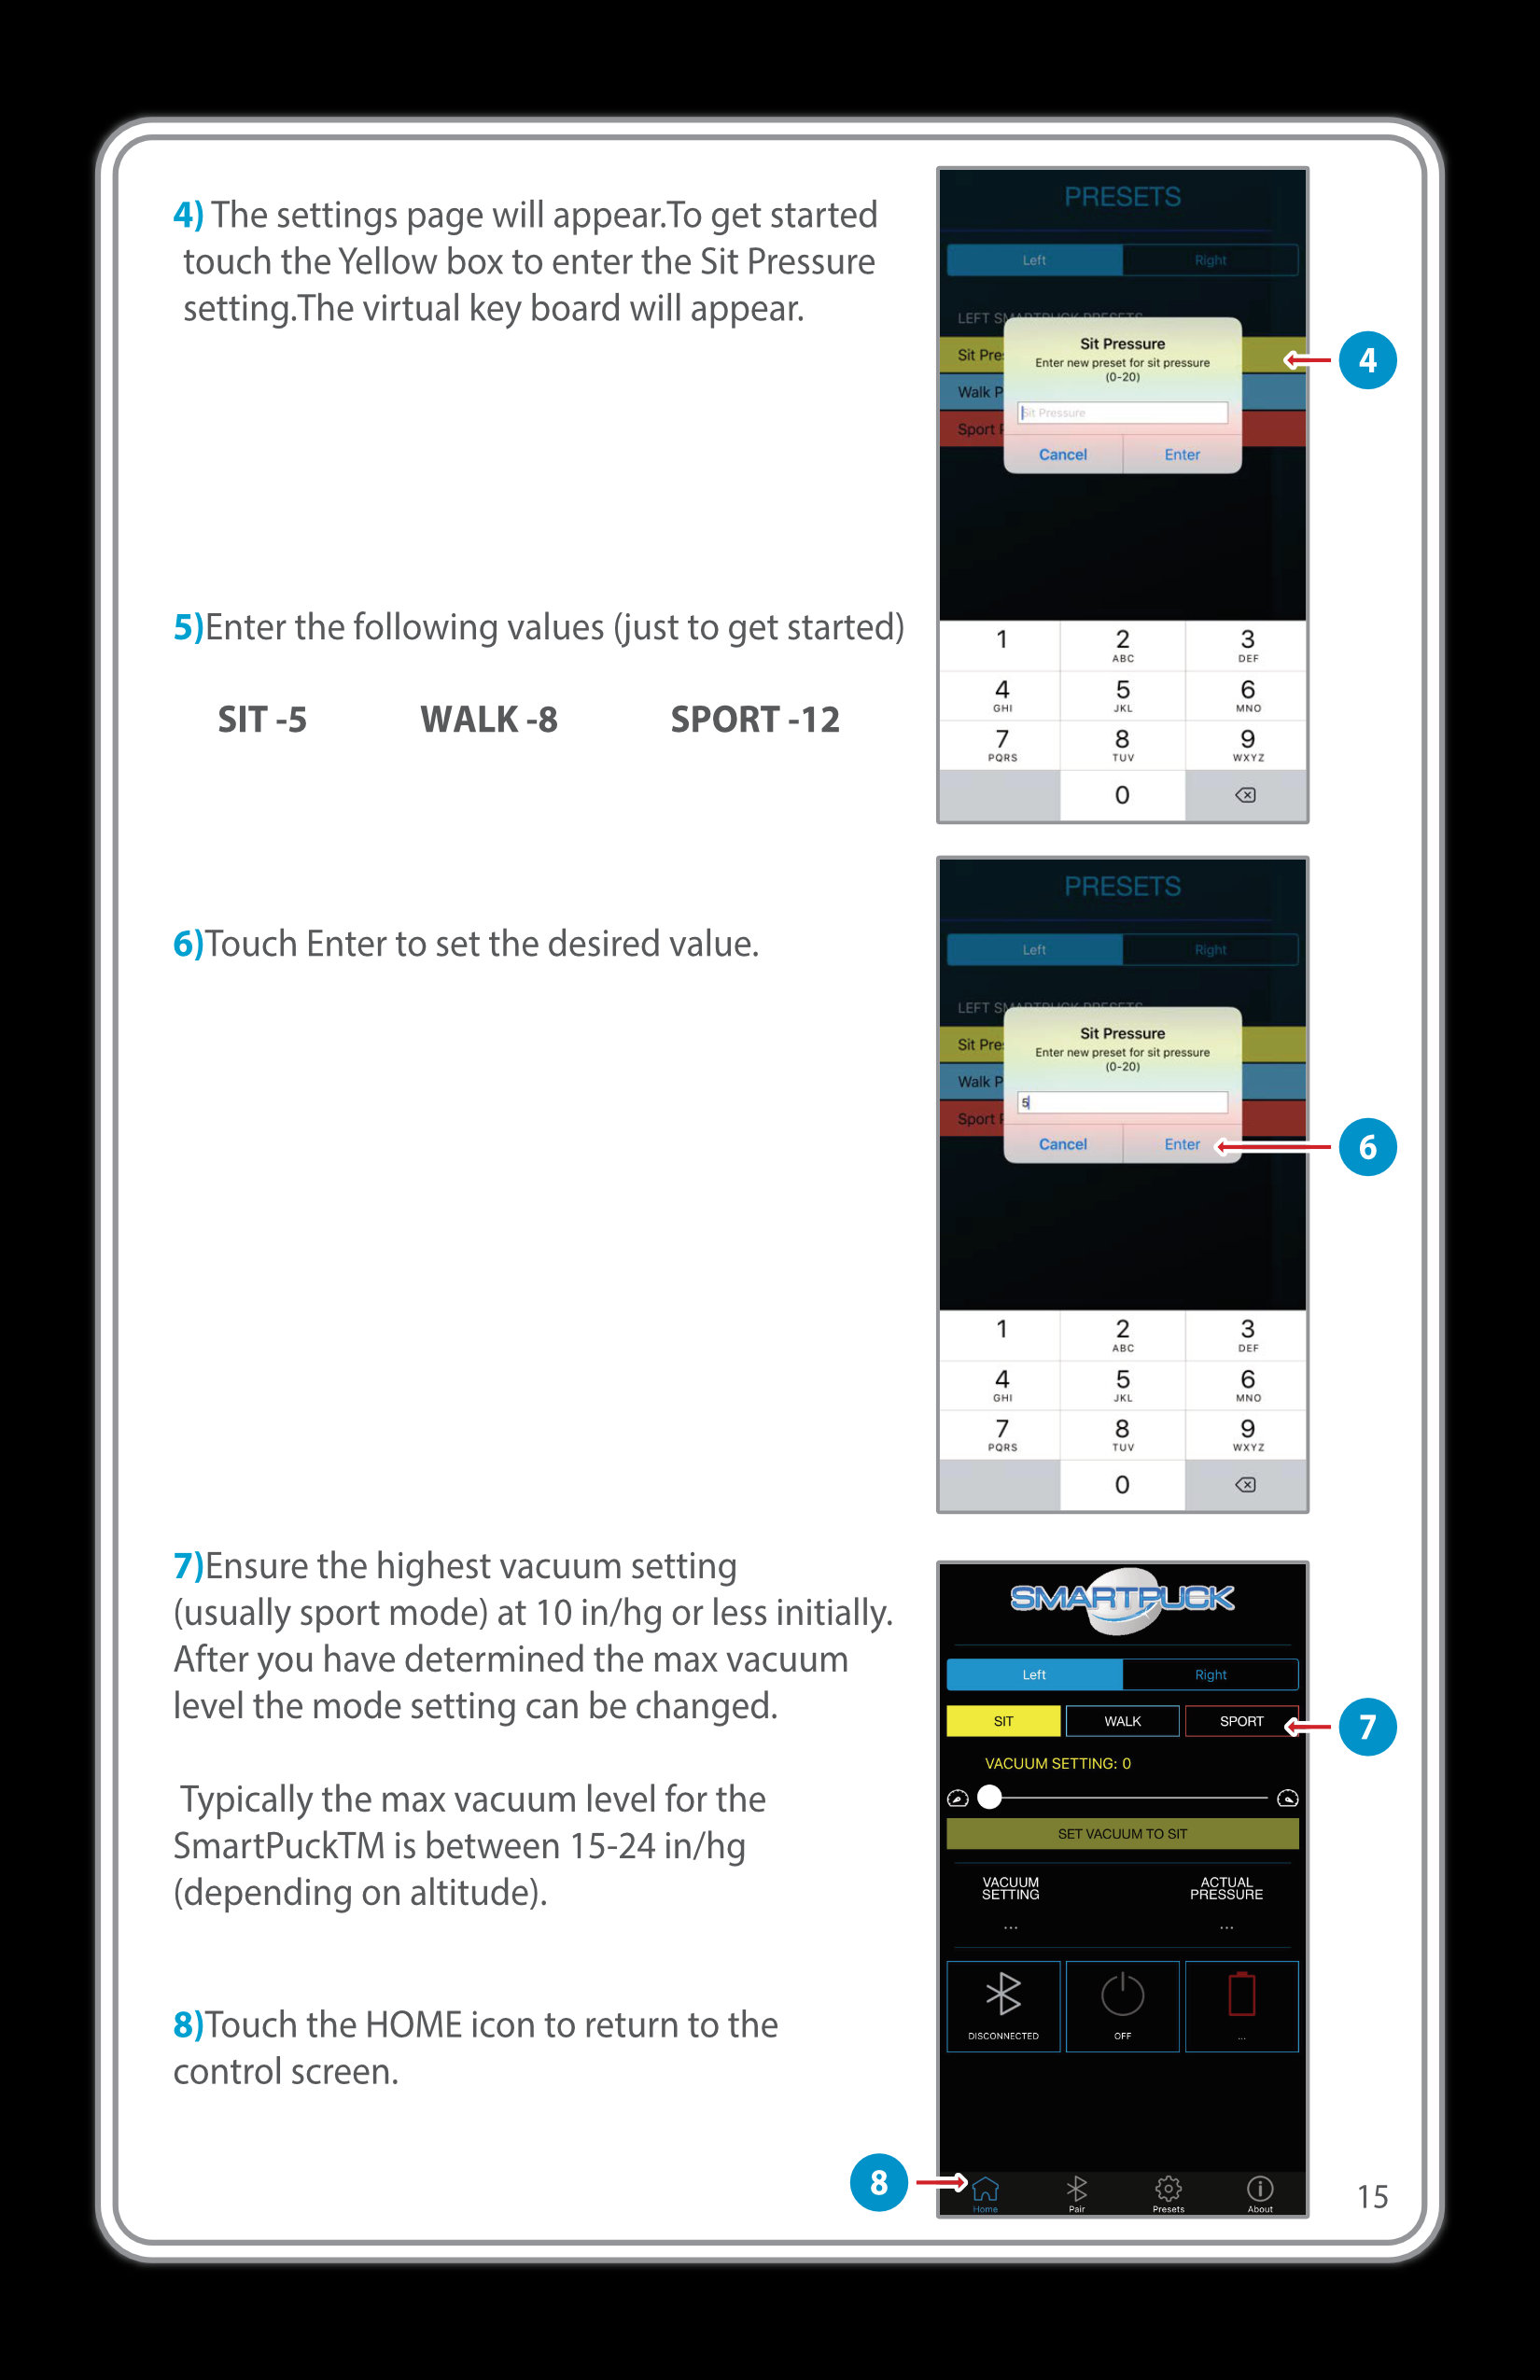 4) The settings page will appear.To get started
touch the Yellow box to enter the Sit Pressure
setting.The virtual key board will appear.
5)Enter the following values (just to get started)
SIT -5 WALK -8 SPORT -12
6)Touch Enter to set the desired value.
7)Ensure the highest vacuum setting
(usually sport mode) at 10 in/hg or less initially.
After you have determined the max vacuum
level the mode setting can be changed.
Typically the max vacuum level for the
SmartPuckTM is between 15-24 in/hg
(depending on altitude).
8)Touch the HOME icon to return to the
control screen.
PRESETS
Left Right
LEFT SMARTPUCK PRESETS
Sit Pres
Walk P
Sport P
Sit Pressure
Enter new preset for sit pressure
(0-20)
Sit Pressure
Cancel Enter
4
1 2 3
ABC DEF
4 5 6
GHI JKL MNO
7 8 9
PQRS TUV WXYZ
0
PRESETS
Left Right
LEFT SMARTPUCK PRESETS
Sit Pres
Walk P
Sport P
Sit Pressure
Enter new preset for sit pressure
(0-20)
5
Cancel Enter
6
1 2 3
ABC DEF
4 5 6
GHI JKL MNO
7 8 9
PQRS TUV WXYZ
0
SMARTPUCK
Left Right
SIT WALK SPORT
7
VACUUM SETTING: 0
SET VACUUM TO SIT
VACUUM
SETTING
...
ACTUAL
PRESSURE
...
DISCONNECTED OFF ...
8
Home Pair Presets About
15